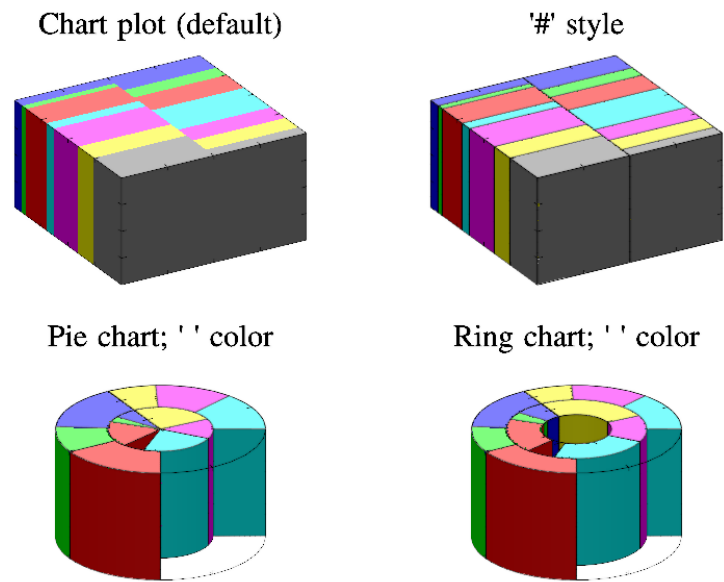 Chart plot (default)
'#' style
Pie chart; ' ' color
Ring chart; ' ' color